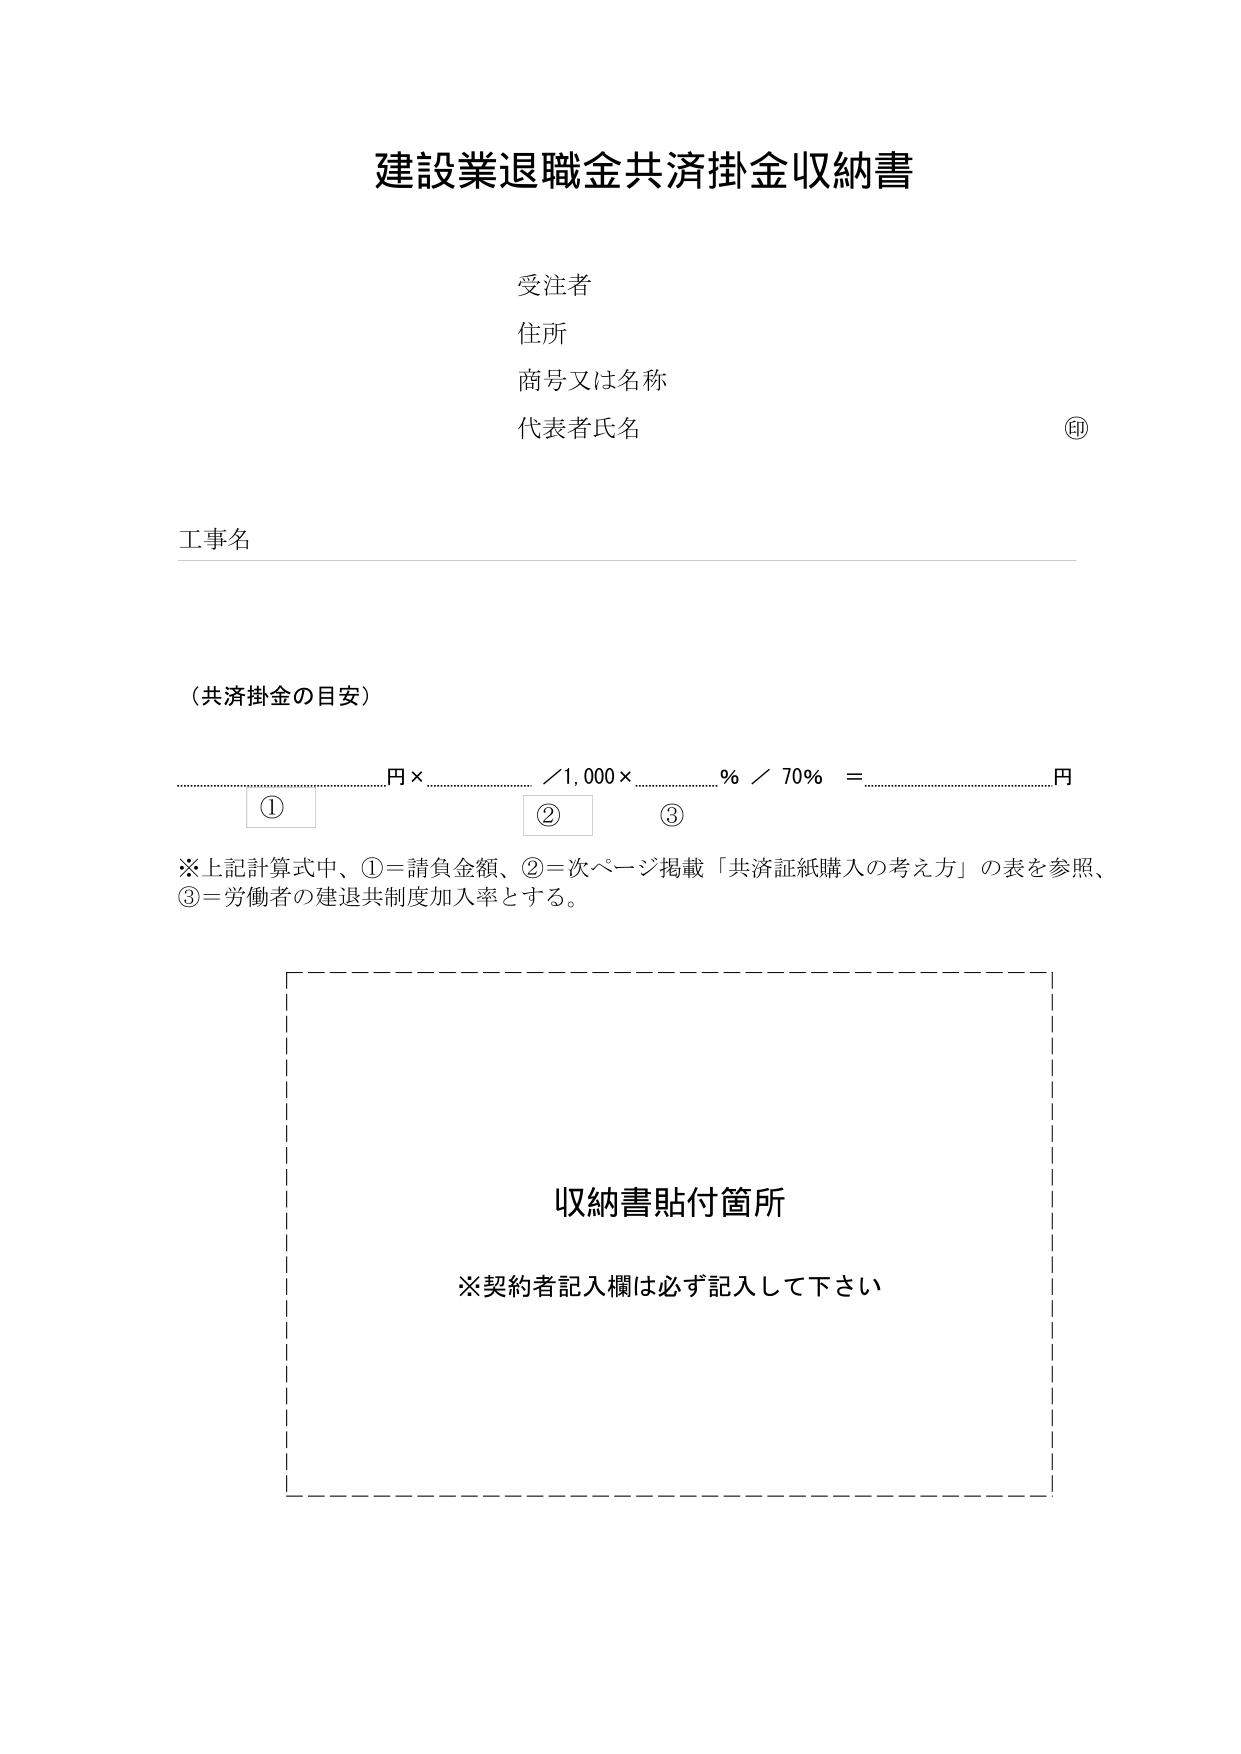 建設業退職金共済掛金収納書
受注者
住所
商号又は名称
代表者氏名 ㊞
工事名
（共済掛金の目安）
円× ／1,000× % ／ 70% ＝ 円
① ② ③
※上記計算式中、①＝請負金額、②＝次ページ掲載「共済証紙購入の考え方」の表を参照、
③＝労働者の建退共制度加入率とする。
収納書貼付箇所
※契約者記入欄は必ず記入して下さい